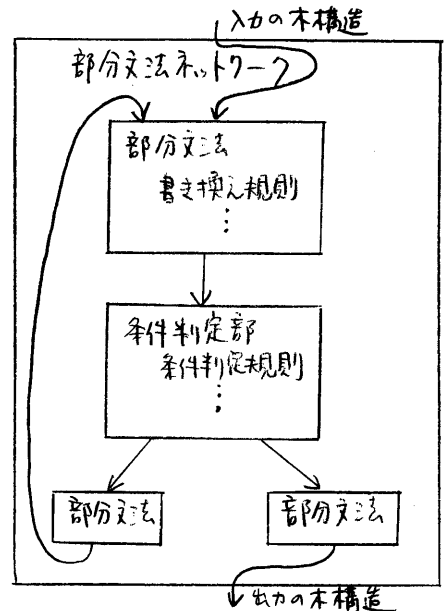 入力の木構造
部分文法ネットワーク
部分文法
書き換え規則
⋮
条件判定部
条件判定規則
⋮
部分文法
部分文法
出力の木構造